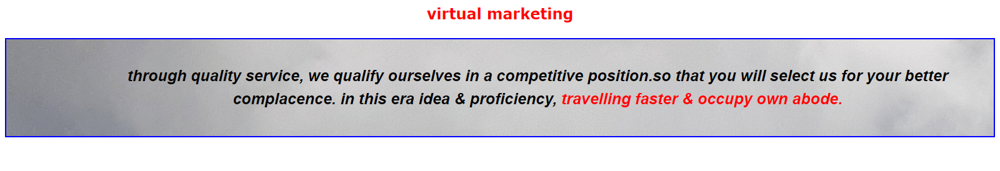 virtual marketing
through quality service, we qualify ourselves in a competitive position.so that you will select us for your better
complacence. in this era idea & proficiency, travelling faster & occupy own abode.